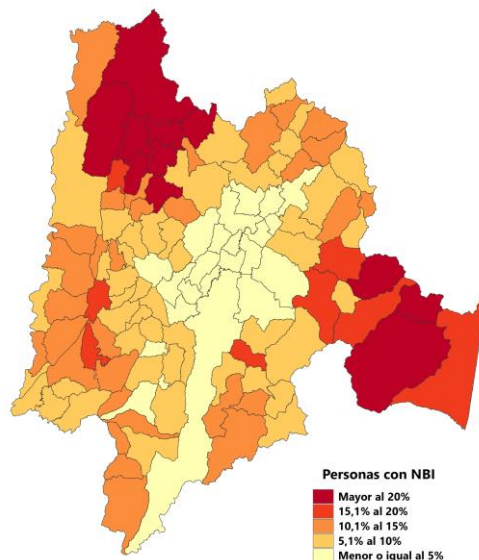 Personas con NBI
Mayor al 20%
15,1% al 20%
10,1% al 15%
5,1% al 10%
Menor o igual al 5%